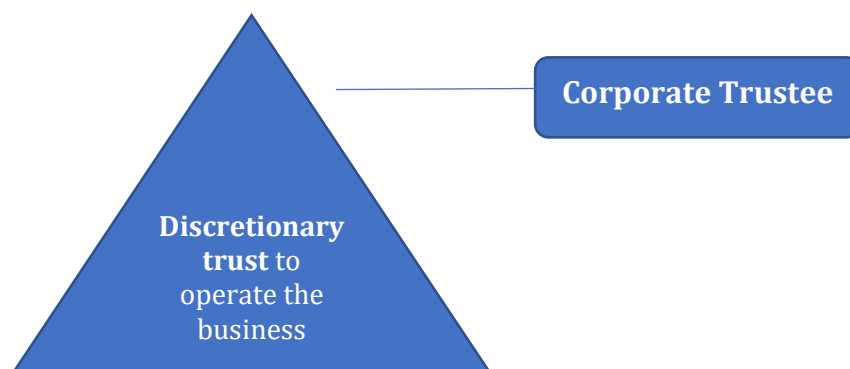 Corporate Trustee
Discretionary
trust to
operate the
business